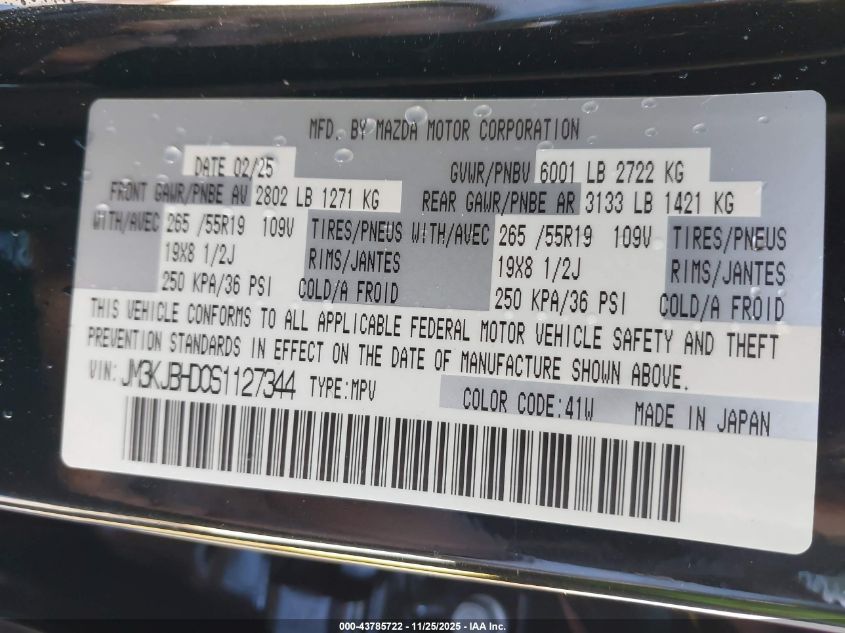 MFD. BY MAZDA MOTOR CORPORATION
DATE 02/25 GVWR/PNBV 6001 LB 2722 KG
FRONT GAWR/PNBE AV 2802 LB 1271 KG REAR GAWR/PNBE AR 3133 LB 1421 KG
WITH/AVEC 265 /55R19 109V TIRES/PNEUS WITH/AVEC 265 /55R19 109V TIRES/PNEUS
19X8 1/2J RIMS/JANTES 19X8 1/2J RIMS/JANTES
250 KPA/36 PSI COLD/A FROID 250 KPA/36 PSI COLD/A FROID
THIS VEHICLE CONFORMS TO ALL APPLICABLE FEDERAL MOTOR VEHICLE SAFETY AND THEFT
PREVENTION STANDARDS IN EFFECT ON THE DATE OF MANUFACTURE SHOWN ABOVE.
VIN: JM3KJBHD0S1127344 TYPE:MPV COLOR CODE:41W MADE IN JAPAN
000-43785722 - 11/25/2025 - IAA Inc.